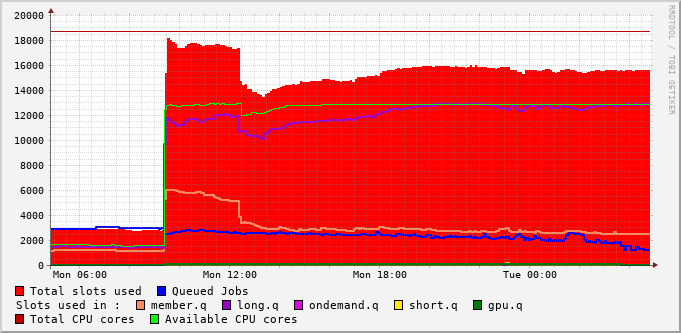 RRDTOOL / TOBI OETIKER
20000
18000
16000
14000
12000
10000
8000
6000
4000
2000
0
Mon 06:00 Mon 12:00 Mon 18:00 Tue 00:00
Total slots used Queued Jobs
Slots used in : member.q long.q ondemand.q short.q gpu.q
Total CPU cores Available CPU cores